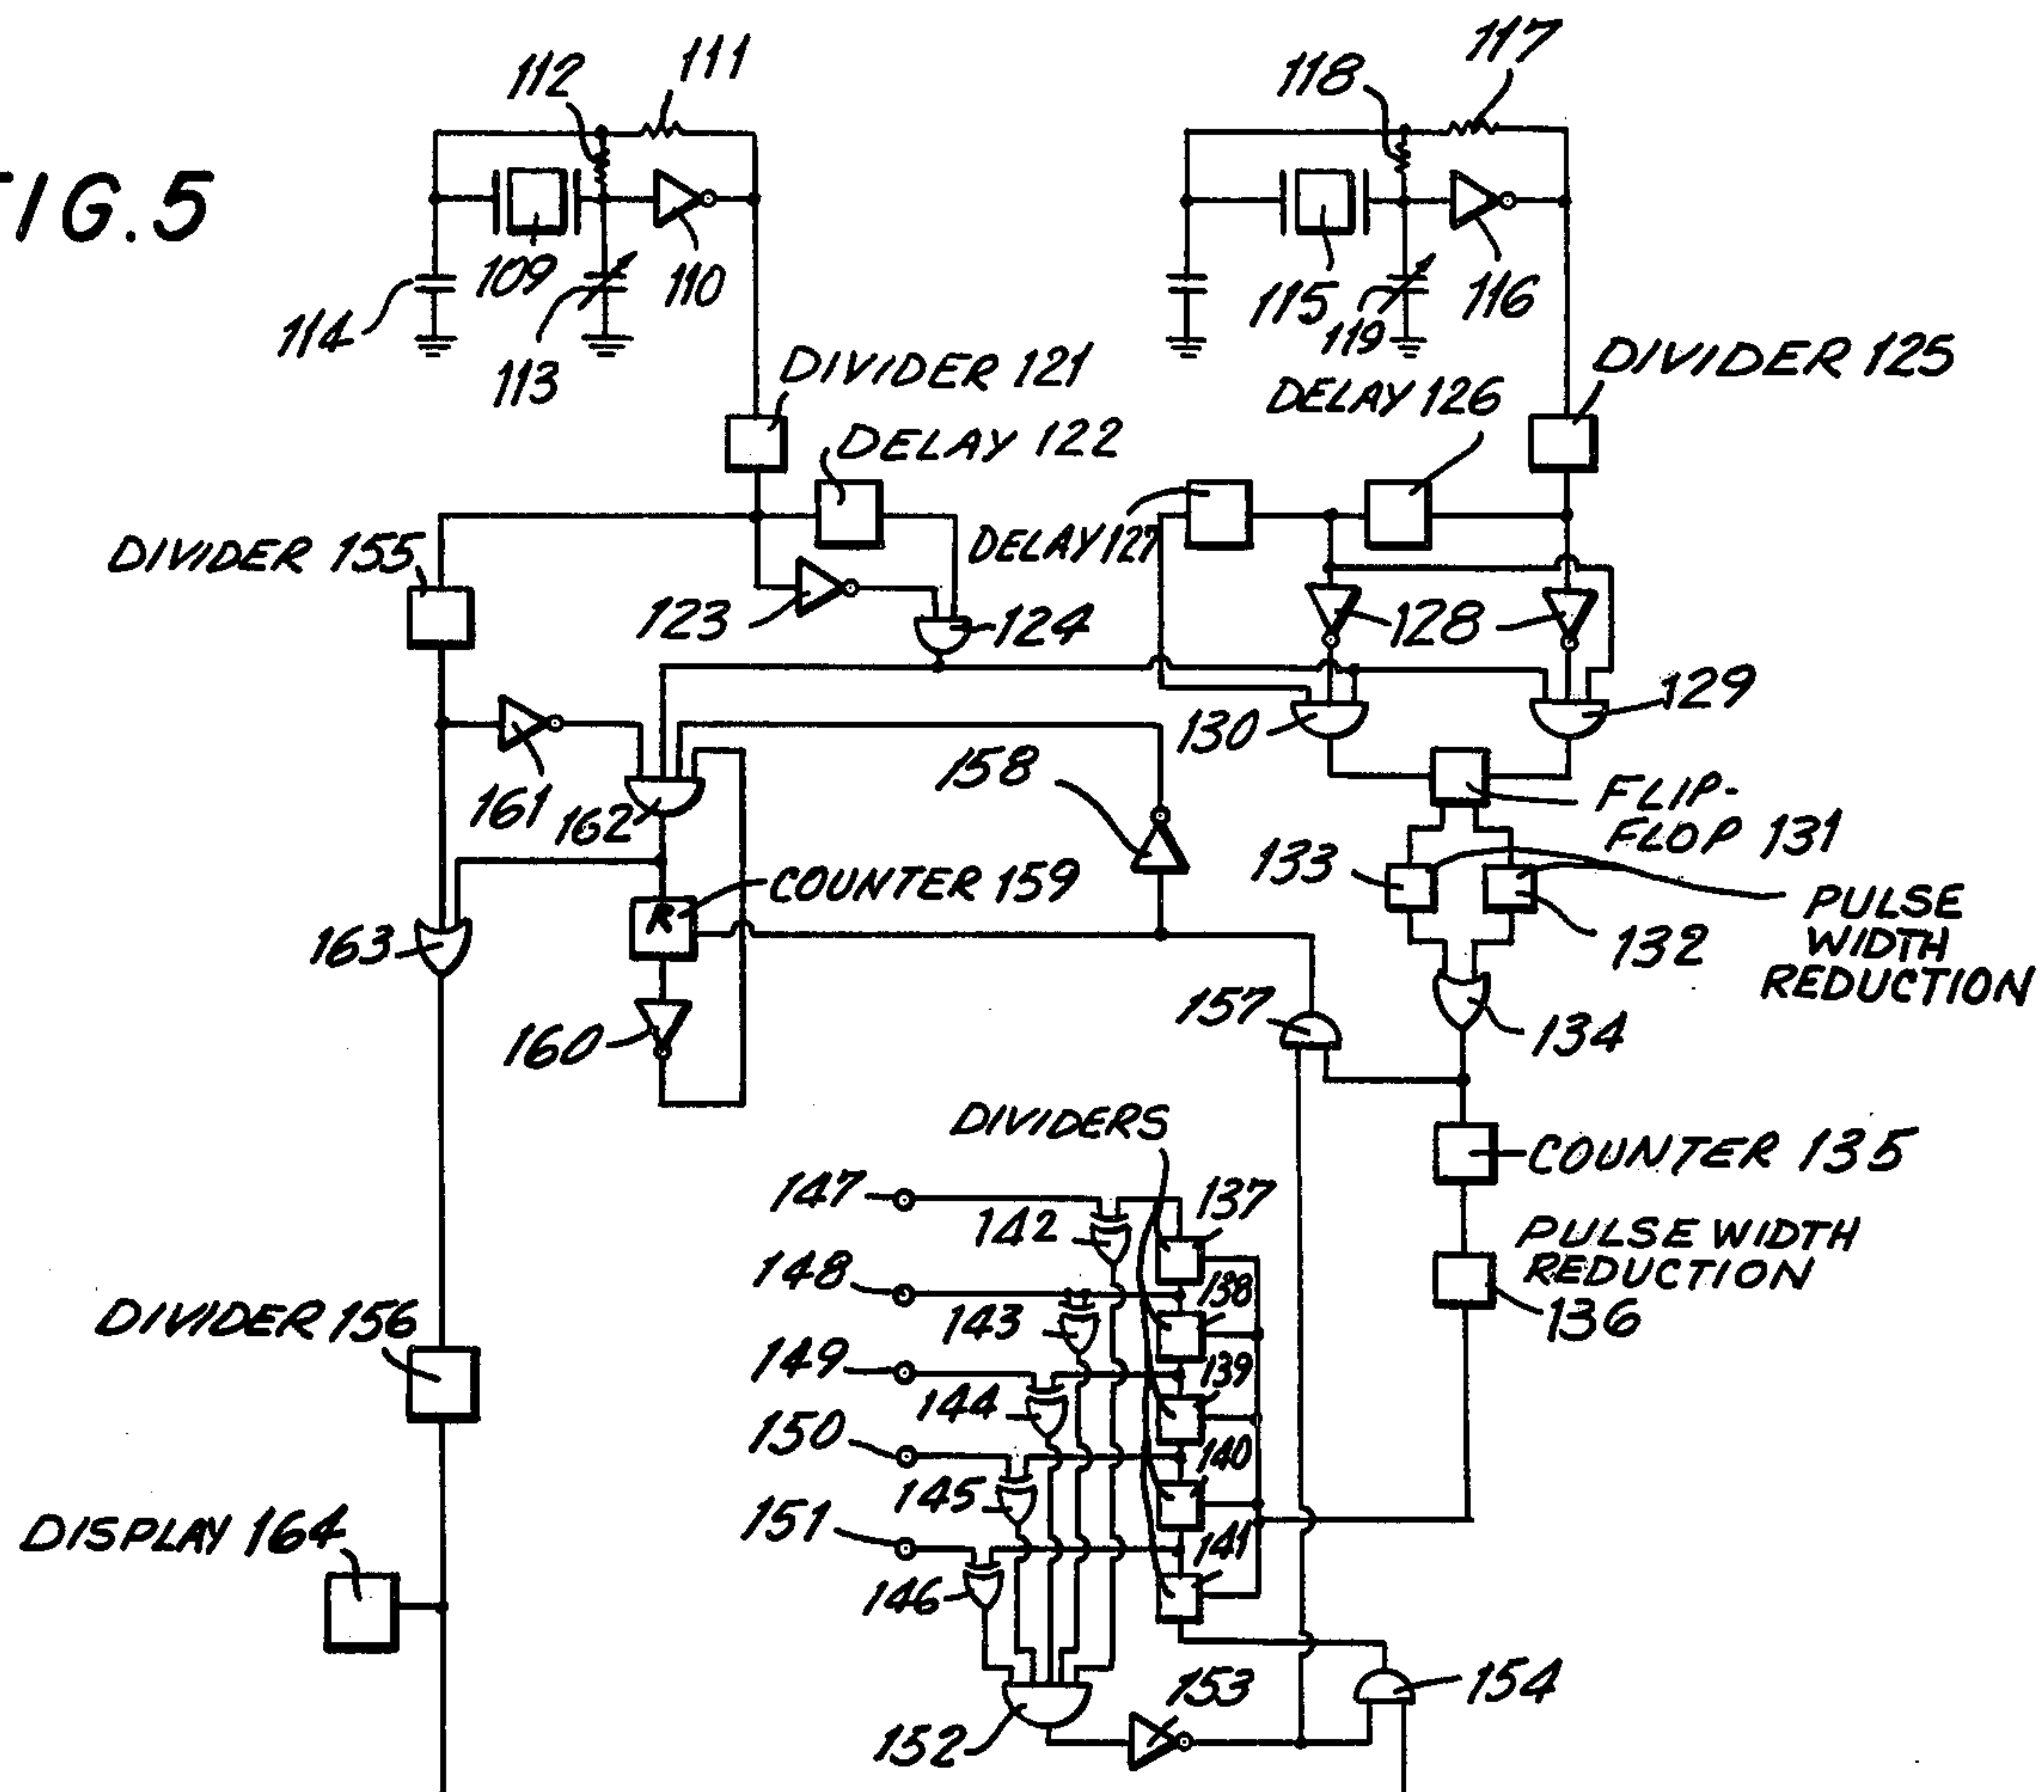 FIG. 5
112
111
118
117
114
109
113
110
115
119
116
DIVIDER 121
DIVIDER 125
DELAY 126
DELAY 122
DELAY 127
DIVIDER 155
123
124
128
129
130
161
162
158
FLIP-
FLOP 131
133
COUNTER 159
PULSE
WIDTH
REDUCTION
132
R
163
157
134
160
DIVIDERS
COUNTER 135
147
142
137
PULSE WIDTH
REDUCTION
148
138
136
143
DIVIDER 156
149
139
144
150
140
145
DISPLAY 164
151
141
146
153
154
152